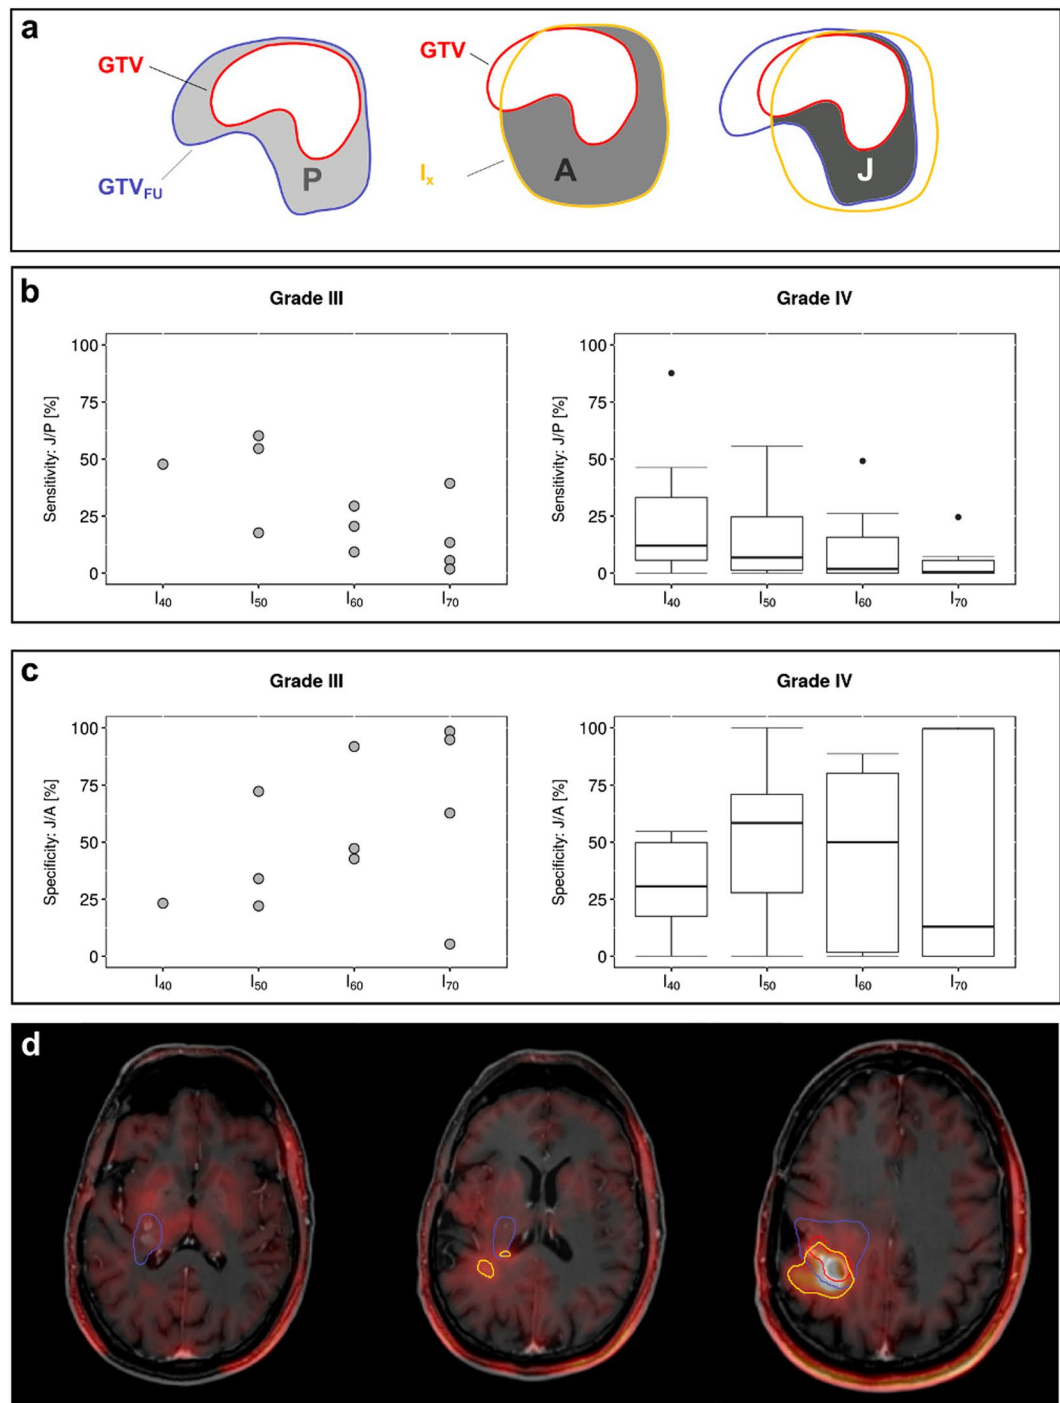 a
GTV
GTV
GTV_FU
P
I_x
A
J
b
Grade III
Grade IV
Sensitivity: J/P [%]
100
75
50
25
0
I_40 I_50 I_60 I_70
Sensitivity: J/P [%]
100
75
50
25
0
I_40 I_50 I_60 I_70
c
Grade III
Grade IV
Specificity: J/A [%]
100
75
50
25
0
I_40 I_50 I_60 I_70
Specificity: J/A [%]
100
75
50
25
0
I_40 I_50 I_60 I_70
d